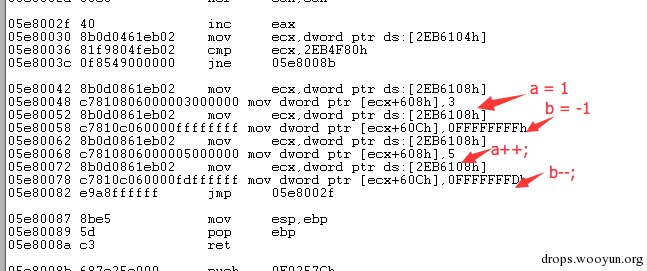 05e8002f 40 inc eax
05e80030 8b0d0461eb02 mov ecx,dword ptr ds:[2EB6104h]
05e80036 81f9804feb02 cmp ecx,2EB4F80h
05e8003c 0f8549000000 jne 05e8008b
05e80042 8b0d0861eb02 mov ecx,dword ptr ds:[2EB6108h]
a = 1
05e80048 c7810806000003000000 mov dword ptr [ecx+608h],3
05e80052 8b0d0861eb02 mov ecx,dword ptr ds:[2EB6108h]
b = -1
05e80058 c7810c060000ffffffff mov dword ptr [ecx+60Ch],0FFFFFFFFh
05e80062 8b0d0861eb02 mov ecx,dword ptr ds:[2EB6108h]
05e80068 c7810806000005000000 mov dword ptr [ecx+608h],5
a++;
05e80072 8b0d0861eb02 mov ecx,dword ptr ds:[2EB6108h]
05e80078 c7810c060000fdffffff mov dword ptr [ecx+60Ch],0FFFFFFFDh
b--;
05e80082 e9a8ffffff jmp 05e8002f
05e80087 8be5 mov esp,ebp
05e80089 5d pop ebp
05e8008a c3 ret
drops.wooyun.org